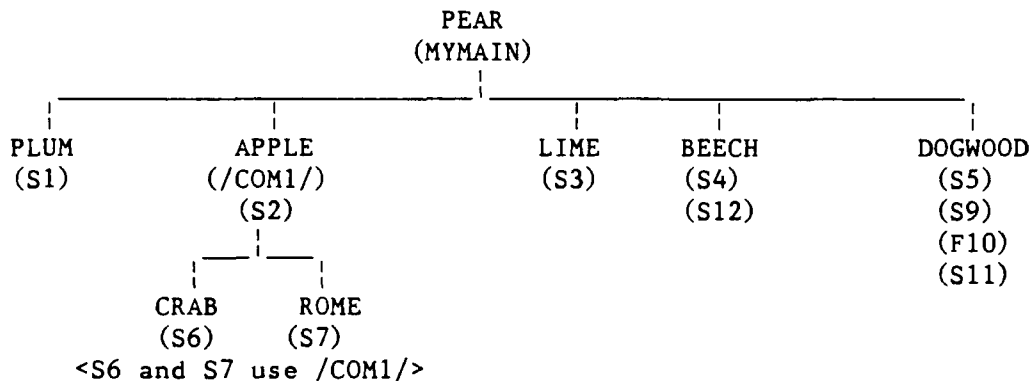 PEAR
(MYMAIN)
PLUM APPLE LIME BEECH DOGWOOD
(S1) (/COM1/) (S3) (S4) (S5)
(S2) (S12) (S9)
(F10)
(S11)
CRAB ROME
(S6) (S7)
<S6 and S7 use /COM1/>